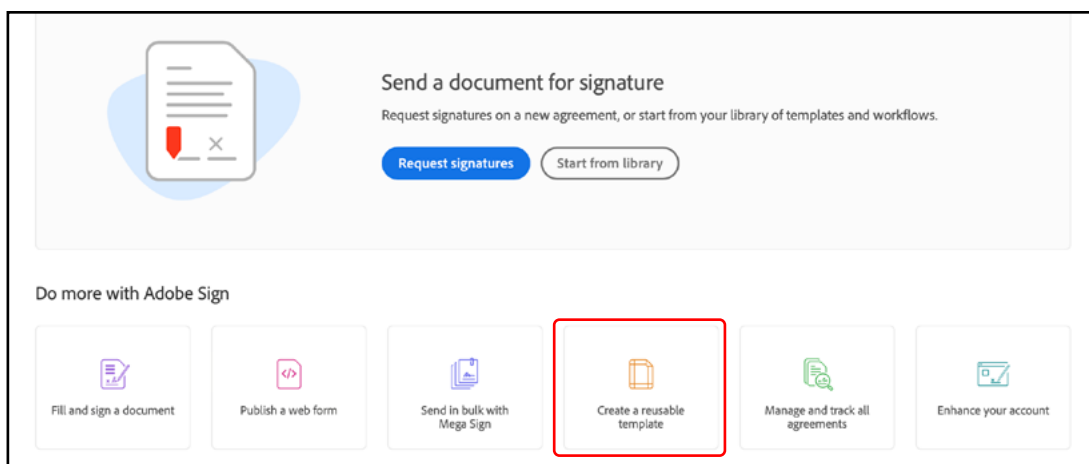 Send a document for signature
Request signatures on a new agreement, or start from your library of templates and workflows.
Request signatures
Start from library
Do more with Adobe Sign
Fill and sign a document
Publish a web form
Send in bulk with
Mega Sign
Create a reusable
template
Manage and track all
agreements
Enhance your account